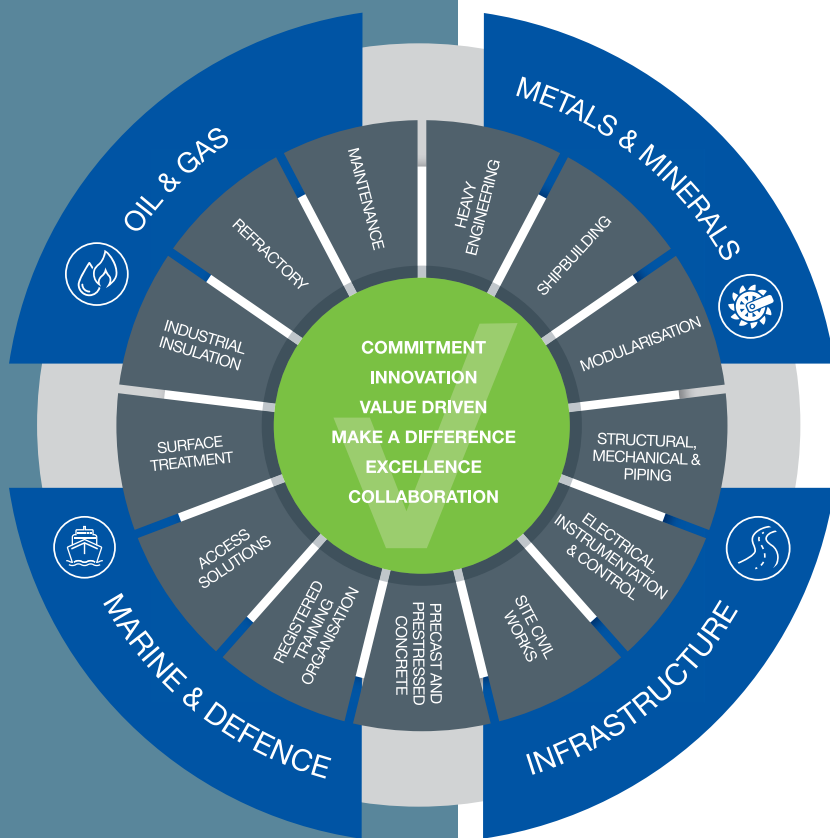 OIL & GAS
METALS & MINERALS
MAINTENANCE
HEAVY
ENGINEERING
REFRACTORY
SHIPBUILDING
INDUSTRIAL
INSULATION
MODULARISATION
COMMITMENT
INNOVATION
VALUE DRIVEN
MAKE A DIFFERENCE
EXCELLENCE
COLLABORATION
SURFACE
TREATMENT
STRUCTURAL,
MECHANICAL &
PIPING
ACCESS
SOLUTIONS
ELECTRICAL,
INSTRUMENTATION
& CONTROL
REGISTERED
TRAINING
ORGANISATION
PRECAST AND
PRESTRESSED
CONCRETE
SITE CIVIL
WORKS
MARINE & DEFENCE
INFRASTRUCTURE